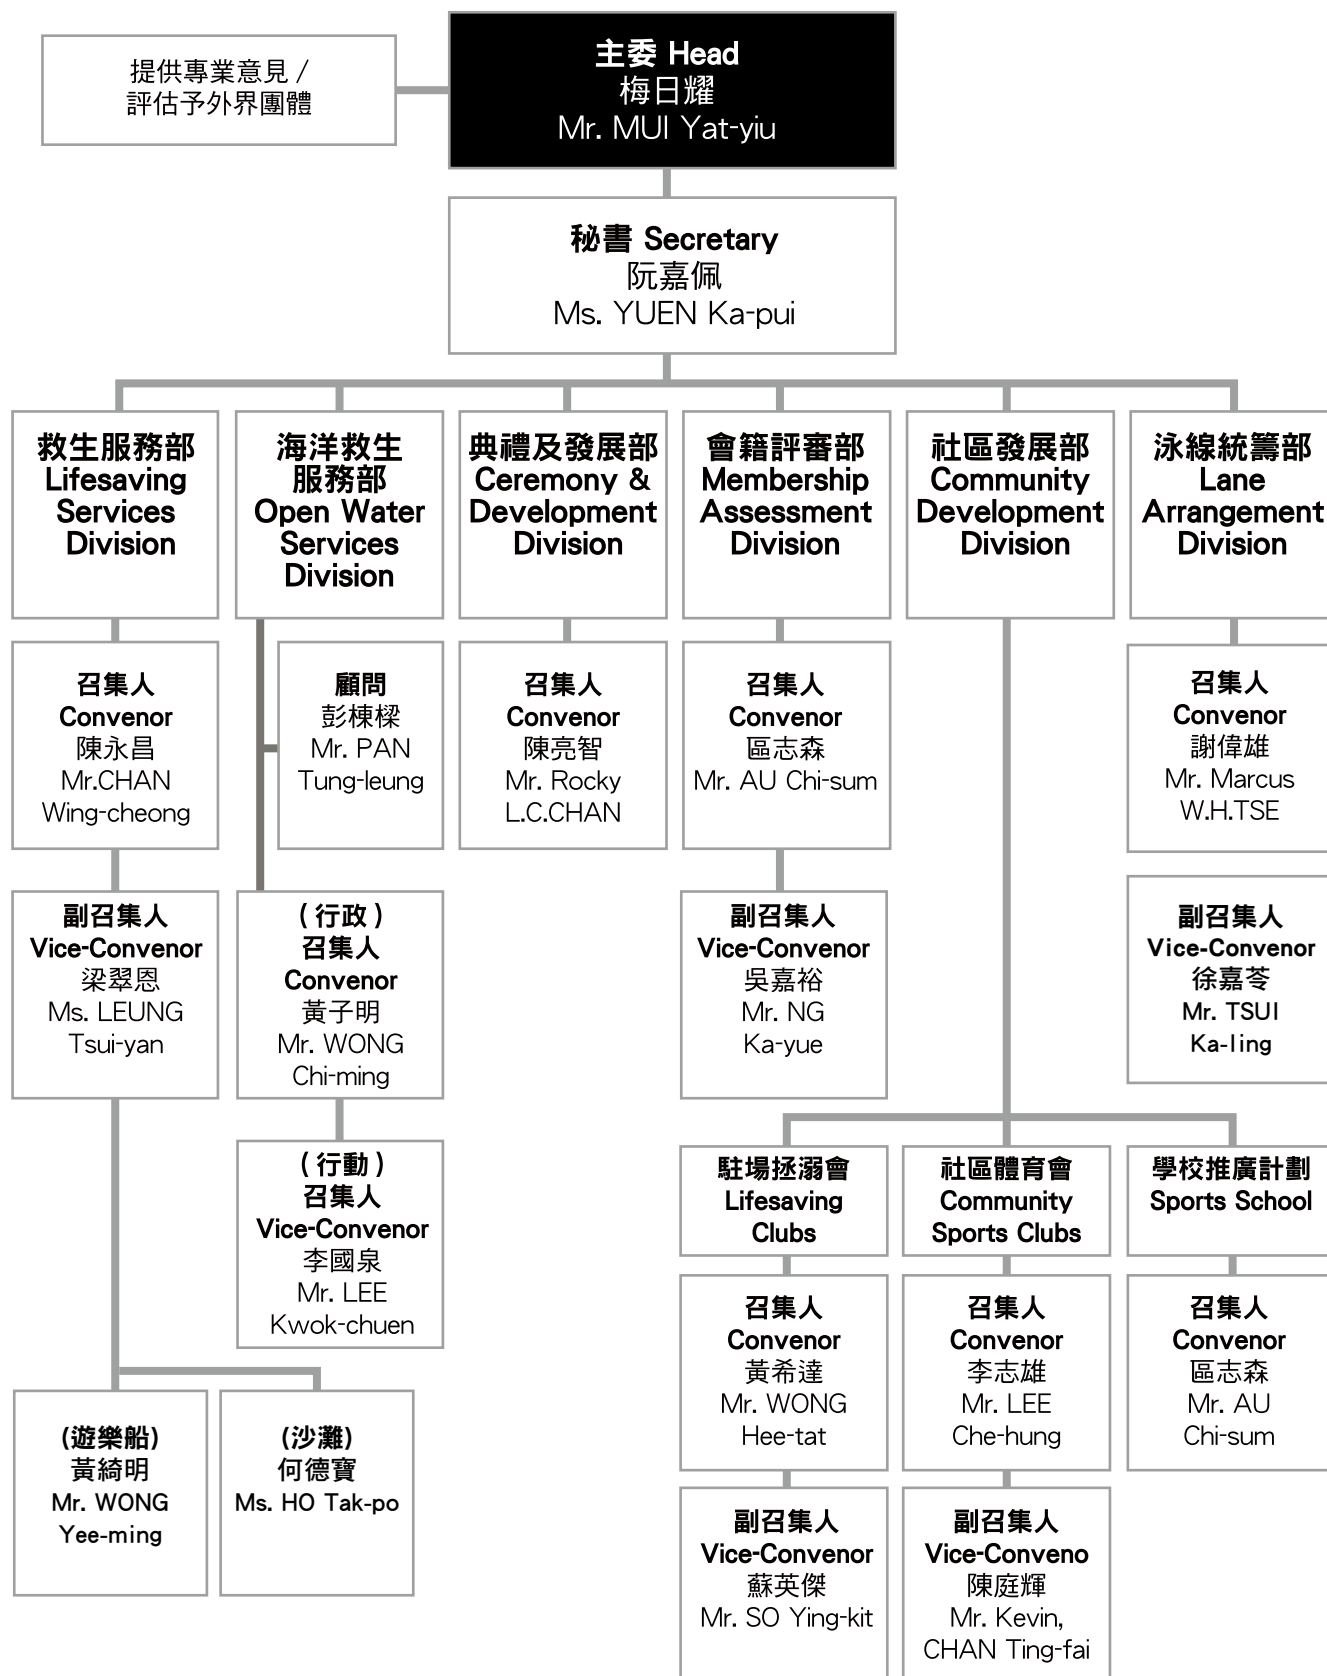 提供專業意見 /
評估予外界團體
主委 Head
梅日耀
Mr. MUI Yat-yiu
秘書 Secretary
阮嘉佩
Ms. YUEN Ka-pui
救生服務部
Lifesaving
Services
Division
海洋救生
服務部
Open Water
Services
Division
典禮及發展部
Ceremony &
Development
Division
會籍評審部
Membership
Assessment
Division
社區發展部
Community
Development
Division
泳線統籌部
Lane
Arrangement
Division
召集人
Convenor
陳永昌
Mr.CHAN
Wing-cheong
顧問
彭棟樑
Mr. PAN
Tung-leung
召集人
Convenor
陳亮智
Mr. Rocky
L.C.CHAN
召集人
Convenor
區志森
Mr. AU Chi-sum
召集人
Convenor
謝偉雄
Mr. Marcus
W.H.TSE
副召集人
Vice-Convenor
梁翠恩
Ms. LEUNG
Tsui-yan
(行政)
召集人
Convenor
黃子明
Mr. WONG
Chi-ming
副召集人
Vice-Convenor
吳嘉裕
Mr. NG
Ka-yue
副召集人
Vice-Convenor
徐嘉苓
Mr. TSUI
Ka-ling
(行動)
召集人
Vice-Convenor
李國泉
Mr. LEE
Kwok-chuen
駐場拯溺會
Lifesaving
Clubs
社區體育會
Community
Sports Clubs
學校推廣計劃
Sports School
召集人
Convenor
黃希達
Mr. WONG
Hee-tat
召集人
Convenor
李志雄
Mr. LEE
Che-hung
召集人
Convenor
區志森
Mr. AU
Chi-sum
(遊樂船)
黃綺明
Mr. WONG
Yee-ming
(沙灘)
何德寶
Ms. HO Tak-po
副召集人
Vice-Convenor
蘇英傑
Mr. SO Ying-kit
副召集人
Vice-Conveno
陳庭輝
Mr. Kevin,
CHAN Ting-fai